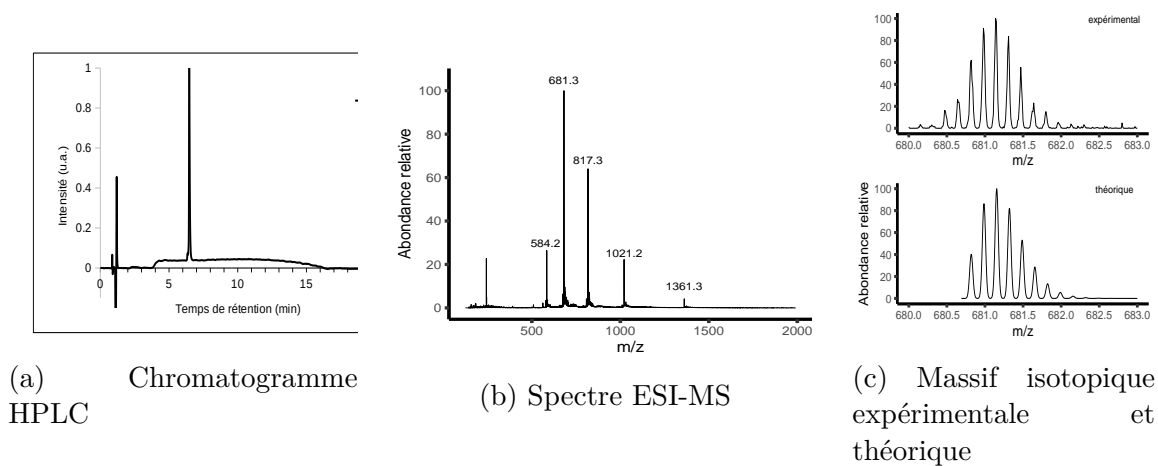 1
0.8
0.6
0.4
0.2
0
Intensité (u.a.)
0 5 10 15
Temps de rétention (min)
(a) Chromatogramme
HPLC
100
80
60
40
20
0
Abondance relative
681.3
817.3
584.2
1021.2
1361.3
500 1000 1500 2000
m/z
(b) Spectre ESI-MS
expérimental
100
80
60
40
20
0
680.0 680.5 681.0 681.5 682.0 682.5 683.0
m/z
théorique
100
80
60
40
20
0
Abondance relative
680.0 680.5 681.0 681.5 682.0 682.5 683.0
m/z
(c) Massif isotopique
expérimentale et
théorique